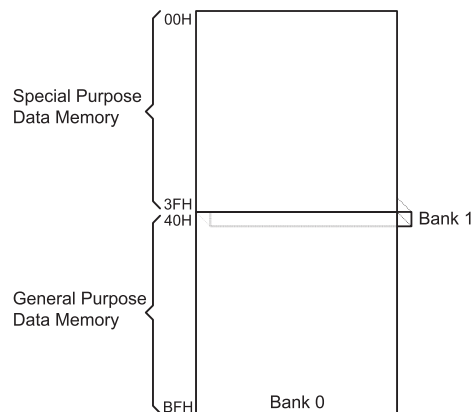 00H
Special Purpose
Data Memory
3FH
40H
Bank 1
General Purpose
Data Memory
BFH
Bank 0